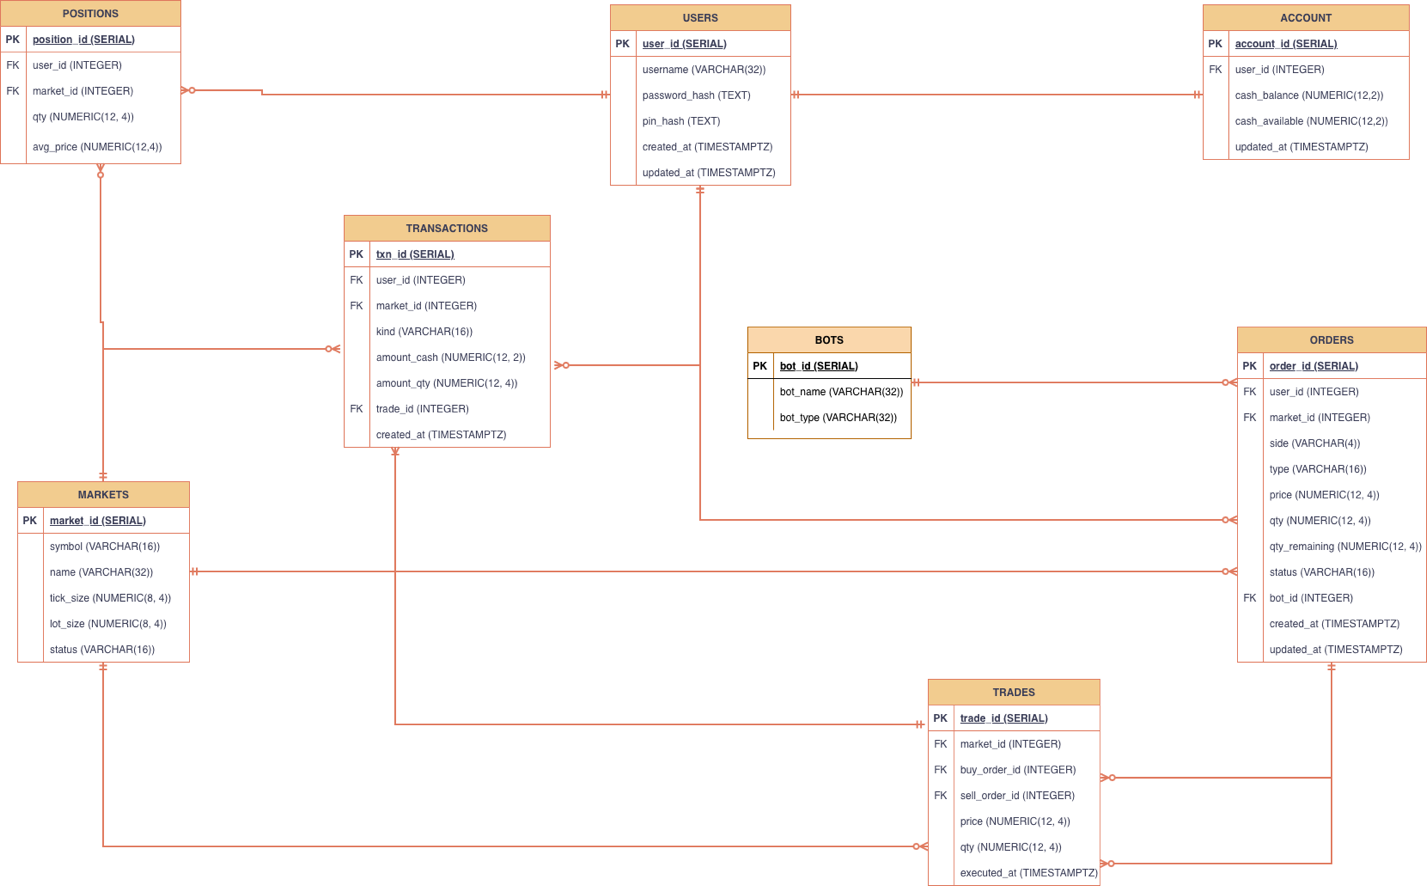 POSITIONS
PK position_id (SERIAL)
FK user_id (INTEGER)
FK market_id (INTEGER)
qty (NUMERIC(12, 4))
avg_price (NUMERIC(12,4))
USERS
PK user_id (SERIAL)
username (VARCHAR(32))
password_hash (TEXT)
pin_hash (TEXT)
created_at (TIMESTAMPTZ)
updated_at (TIMESTAMPTZ)
ACCOUNT
PK account_id (SERIAL)
FK user_id (INTEGER)
cash_balance (NUMERIC(12,2))
cash_available (NUMERIC(12,2))
updated_at (TIMESTAMPTZ)
TRANSACTIONS
PK txn_id (SERIAL)
FK user_id (INTEGER)
FK market_id (INTEGER)
kind (VARCHAR(16))
amount_cash (NUMERIC(12, 2))
amount_qty (NUMERIC(12, 4))
FK trade_id (INTEGER)
created_at (TIMESTAMPTZ)
BOTS
PK bot_id (SERIAL)
bot_name (VARCHAR(32))
bot_type (VARCHAR(32))
ORDERS
PK order_id (SERIAL)
FK user_id (INTEGER)
FK market_id (INTEGER)
side (VARCHAR(4))
type (VARCHAR(16))
price (NUMERIC(12, 4))
qty (NUMERIC(12, 4))
qty_remaining (NUMERIC(12, 4))
status (VARCHAR(16))
FK bot_id (INTEGER)
created_at (TIMESTAMPTZ)
updated_at (TIMESTAMPTZ)
MARKETS
PK market_id (SERIAL)
symbol (VARCHAR(16))
name (VARCHAR(32))
tick_size (NUMERIC(8, 4))
lot_size (NUMERIC(8, 4))
status (VARCHAR(16))
TRADES
PK trade_id (SERIAL)
FK market_id (INTEGER)
FK buy_order_id (INTEGER)
FK sell_order_id (INTEGER)
price (NUMERIC(12, 4))
qty (NUMERIC(12, 4))
executed_at (TIMESTAMPTZ)